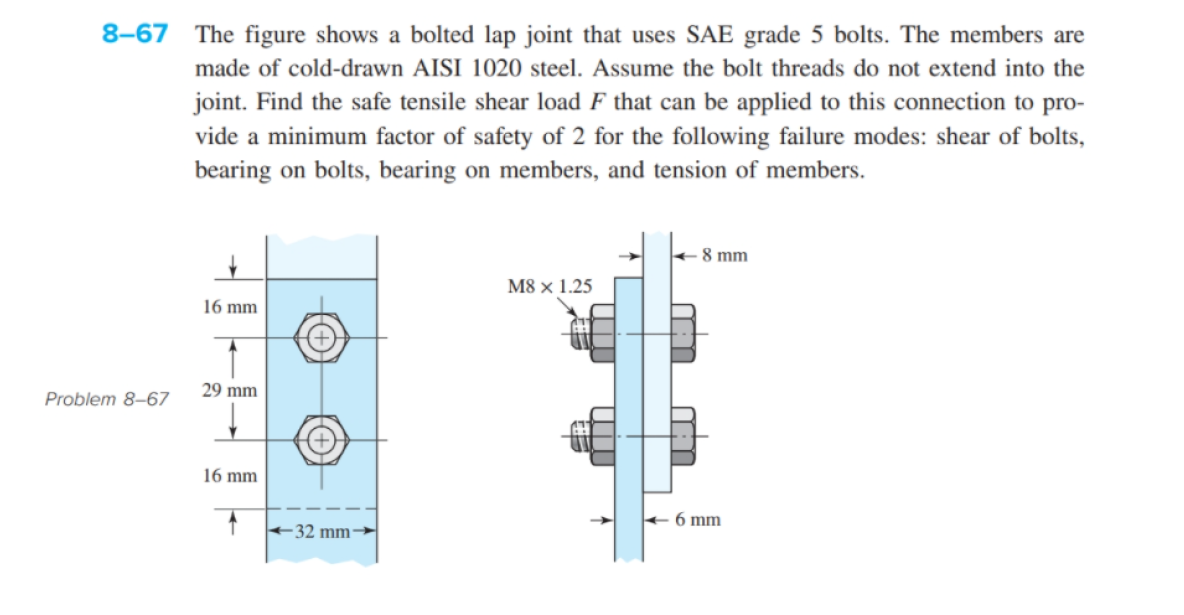 8–67 The figure shows a bolted lap joint that uses SAE grade 5 bolts. The members are
made of cold-drawn AISI 1020 steel. Assume the bolt threads do not extend into the
joint. Find the safe tensile shear load F that can be applied to this connection to pro-
vide a minimum factor of safety of 2 for the following failure modes: shear of bolts,
bearing on bolts, bearing on members, and tension of members.
8 mm
M8 × 1.25
16 mm
29 mm
Problem 8–67
16 mm
6 mm
32 mm